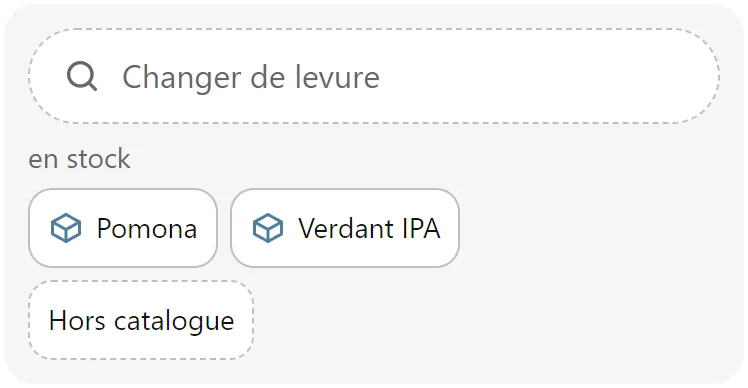 Changer de levure
en stock
Pomona Verdant IPA
Hors catalogue